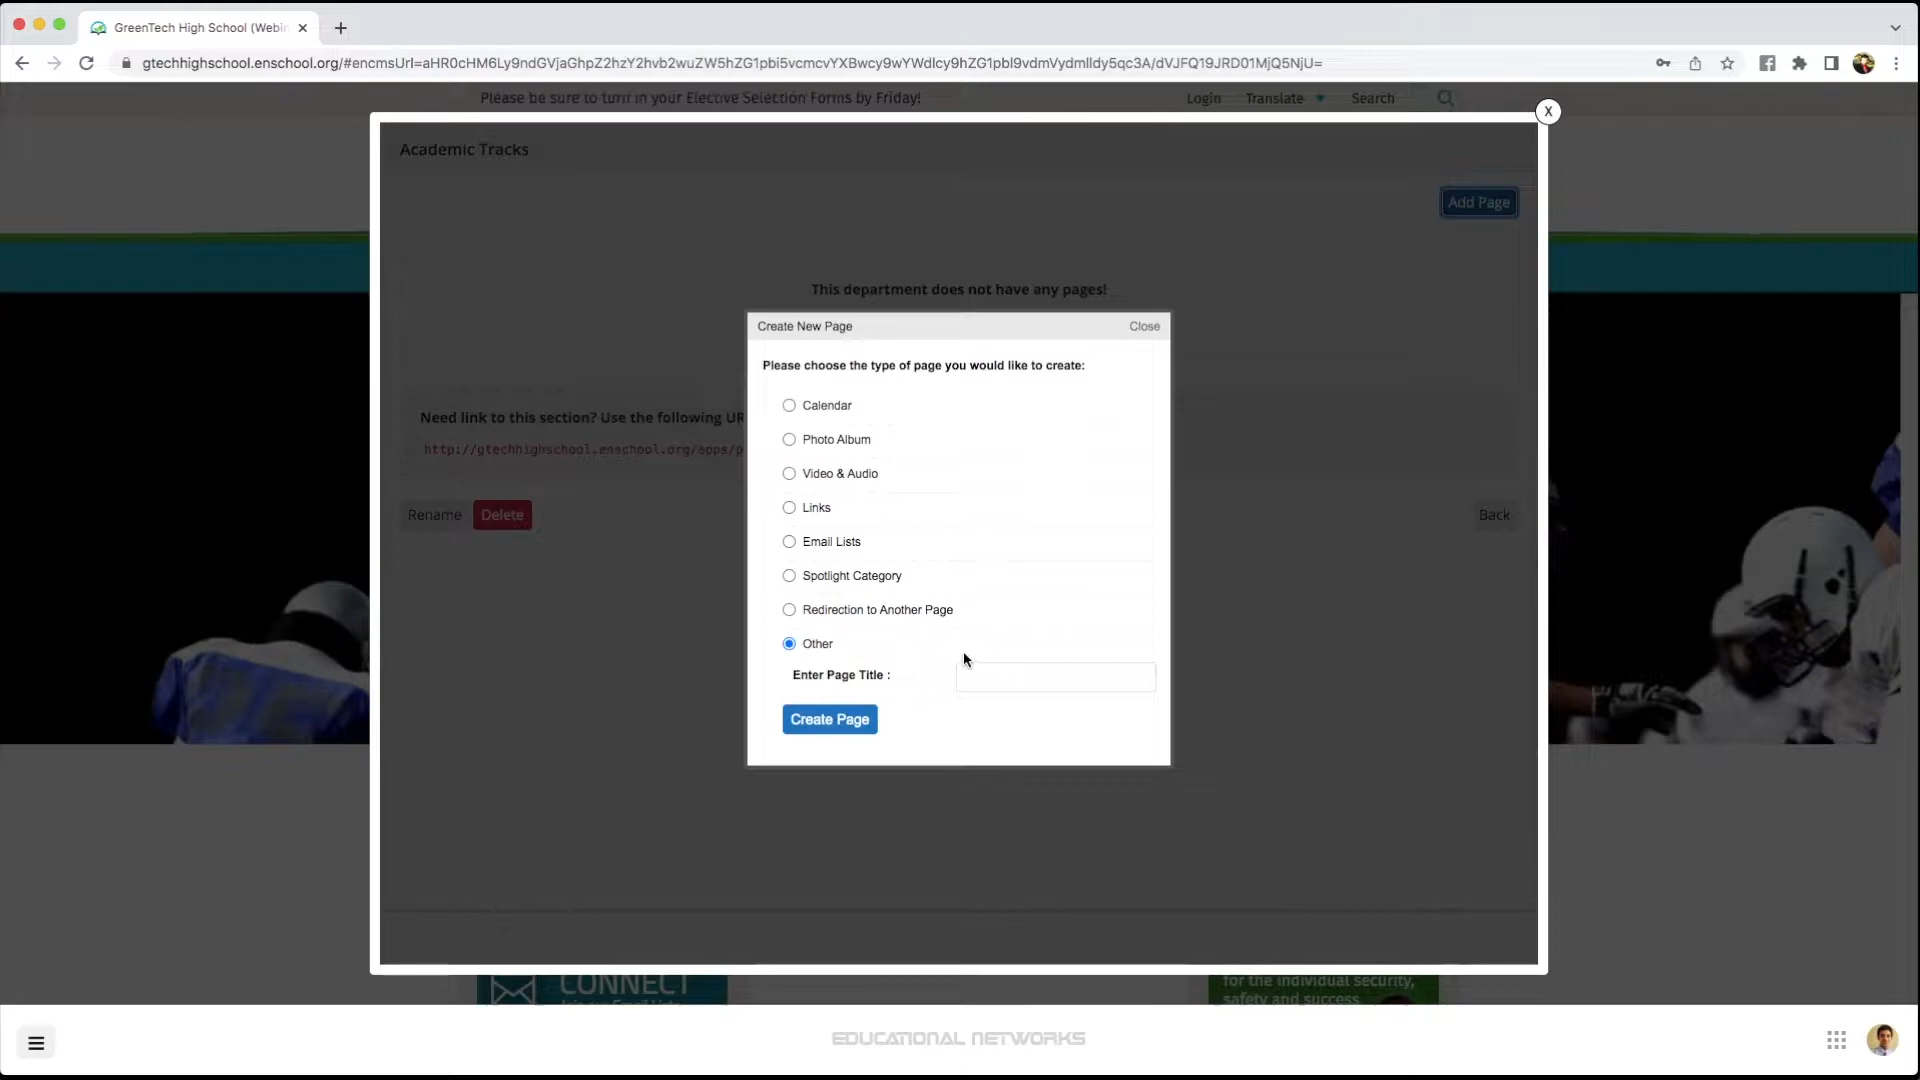 GreenTech High School (Webin
gtechhighschool.enschool.org/#encmsUrl=aHR0cHM6Ly9ndGVjaGhpZ2hzY2hvb2wuZW5hZG1pbi5vcmcvYXBwcy9wYWdlcy9hZG1pbl9vdmVydmlldy5qc3A/dVJFQ19JRD01MjQ5NjU=
Please be sure to turn in your Elective Selection Forms by Friday!
Login Translate Search
X
Academic Tracks
Add Page
This department does not have any pages!
Create New Page Close
Please choose the type of page you would like to create:
Calendar
Photo Album
Need link to this section? Use the following UR
http://gtechhighschool.enschool.org/apps/p
Video & Audio
Links
Rename Delete Back
Email Lists
Spotlight Category
Redirection to Another Page
Other
Enter Page Title :
Create Page
CONNECT
Join our Email Lists
for the individual security,
safety and success
EDUCATIONAL NETWORKS